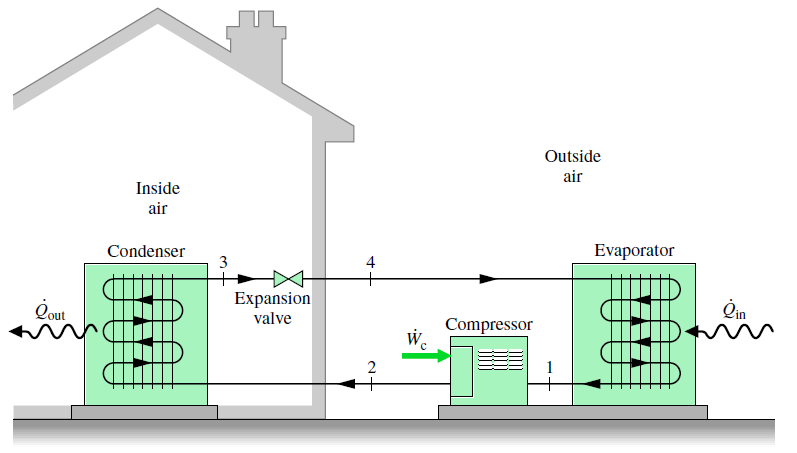 Outside
air
Inside
air
Condenser
Evaporator
3
4
Expansion
valve
Q̇out
Q̇in
Ẇc
Compressor
2
1